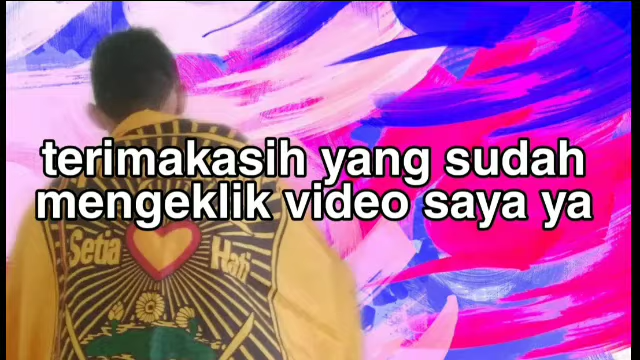 terimakasih yang sudah
mengeklik video saya ya
Setia Hati